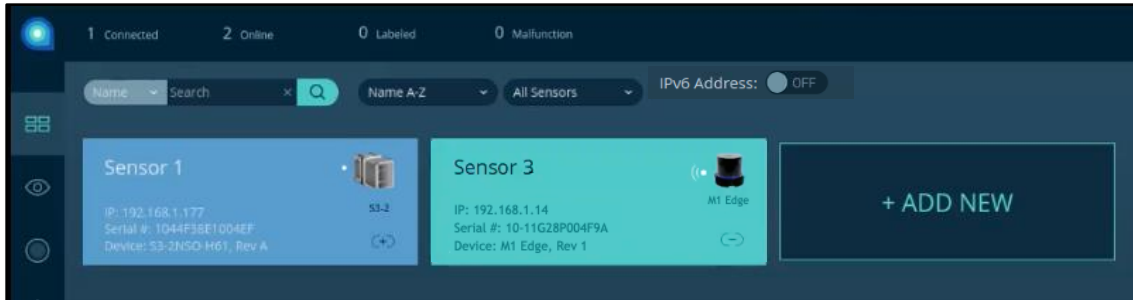 1 Connected 2 Online 0 Labeled 0 Malfunction
Name Search × Name A-Z All Sensors IPv6 Address: OFF
Sensor 1
S3-2
IP: 192.168.1.177
Serial #: 1044F38E1004EF
Device: S3-2NSO-H61, Rev A
Sensor 3
M1 Edge
IP: 192.168.1.14
Serial #: 10-11G28P004F9A
Device: M1 Edge, Rev 1
+ ADD NEW